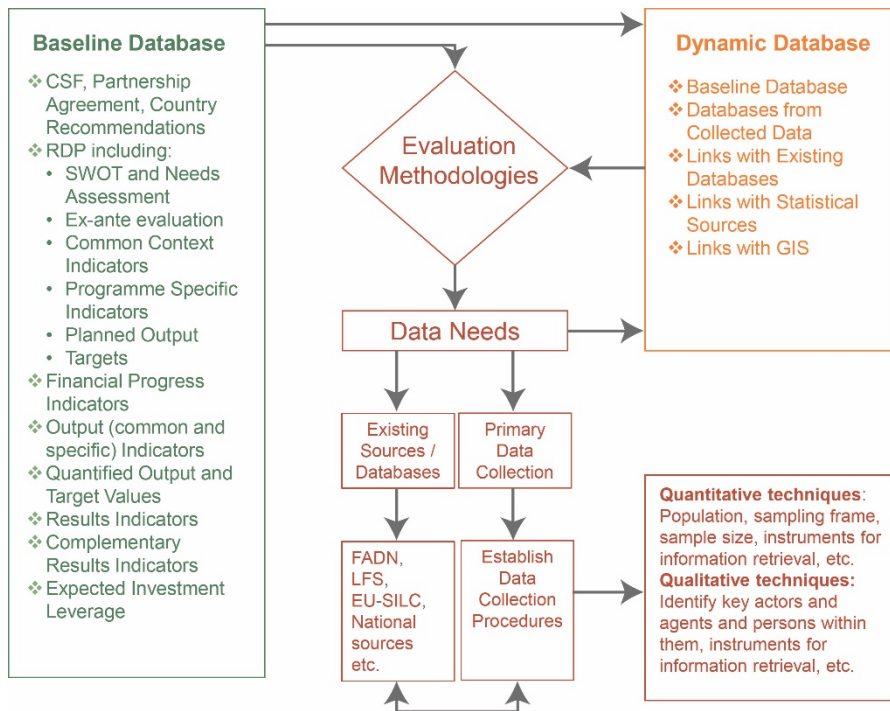 Baseline Database
❖ CSF, Partnership
Agreement, Country
Recommendations
❖ RDP including:
• SWOT and Needs
Assessment
• Ex-ante evaluation
• Common Context
Indicators
• Programme Specific
Indicators
• Planned Output
• Targets
❖ Financial Progress
Indicators
❖ Output (common and
specific) Indicators
❖ Quantified Output and
Target Values
❖ Results Indicators
❖ Complementary
Results Indicators
❖ Expected Investment
Leverage
Evaluation
Methodologies
Dynamic Database
❖ Baseline Database
❖ Databases from
Collected Data
❖ Links with Existing
Databases
❖ Links with Statistical
Sources
❖ Links with GIS
Data Needs
Existing
Sources /
Databases
Primary
Data
Collection
FADN,
LFS,
EU-SILC,
National
sources
etc.
Establish
Data
Collection
Procedures
Quantitative techniques:
Population, sampling frame,
sample size, instruments for
information retrieval, etc.
Qualitative techniques:
Identify key actors and
agents and persons within
them, instruments for
information retrieval, etc.